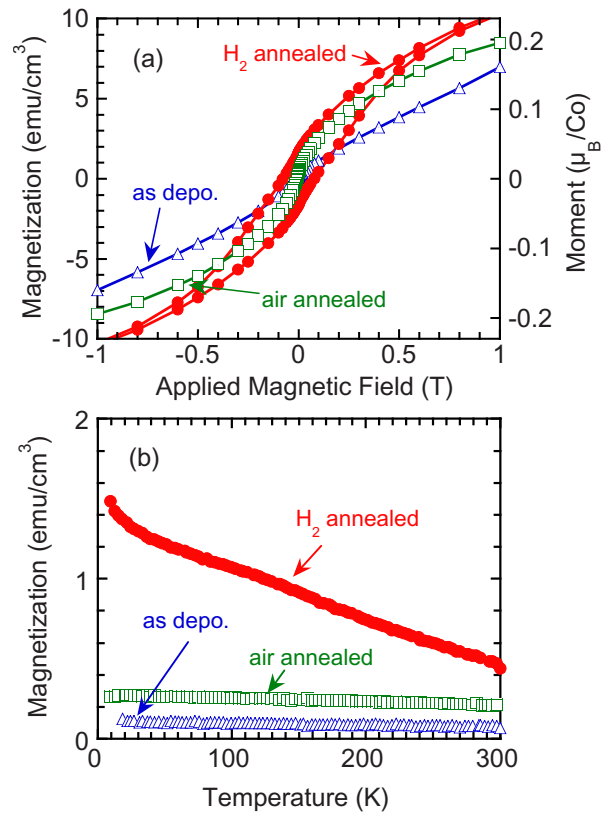 (a)
H₂ annealed
as depo.
air annealed
Magnetization (emu/cm³)
10
5
0
-5
-10
Moment (μ_B/Co)
0.2
0.1
0
-0.1
-0.2
-1 -0.5 0 0.5 1
Applied Magnetic Field (T)
(b)
H₂ annealed
as depo.
air annealed
Magnetization (emu/cm³)
2
1
0
0 100 200 300
Temperature (K)